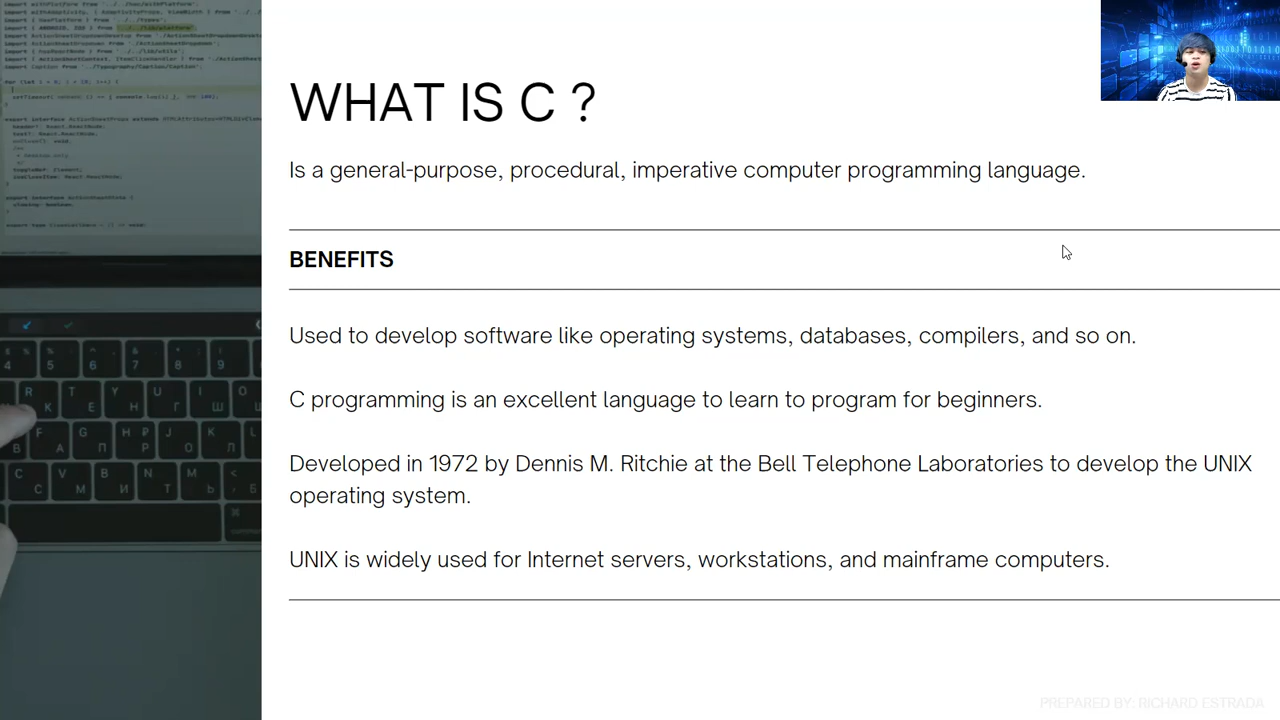 WHAT IS C ?
Is a general-purpose, procedural, imperative computer programming language.
BENEFITS
Used to develop software like operating systems, databases, compilers, and so on.
C programming is an excellent language to learn to program for beginners.
Developed in 1972 by Dennis M. Ritchie at the Bell Telephone Laboratories to develop the UNIX
operating system.
UNIX is widely used for Internet servers, workstations, and mainframe computers.
PREPARED BY: RICHARD ESTRADA